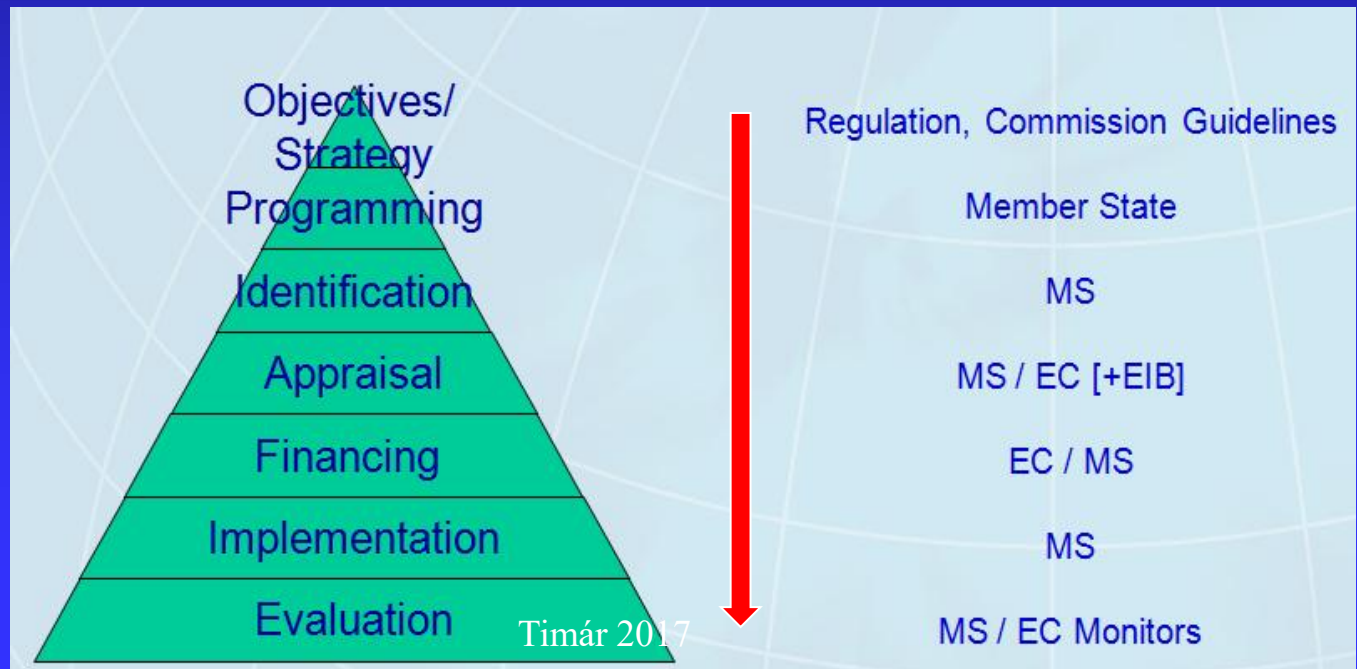 Objectives/
Strategy
Regulation, Commission Guidelines
Programming
Member State
Identification
MS
Appraisal
MS / EC [+EIB]
Financing
EC / MS
Implementation
MS
Evaluation
MS / EC Monitors
Timár 2017